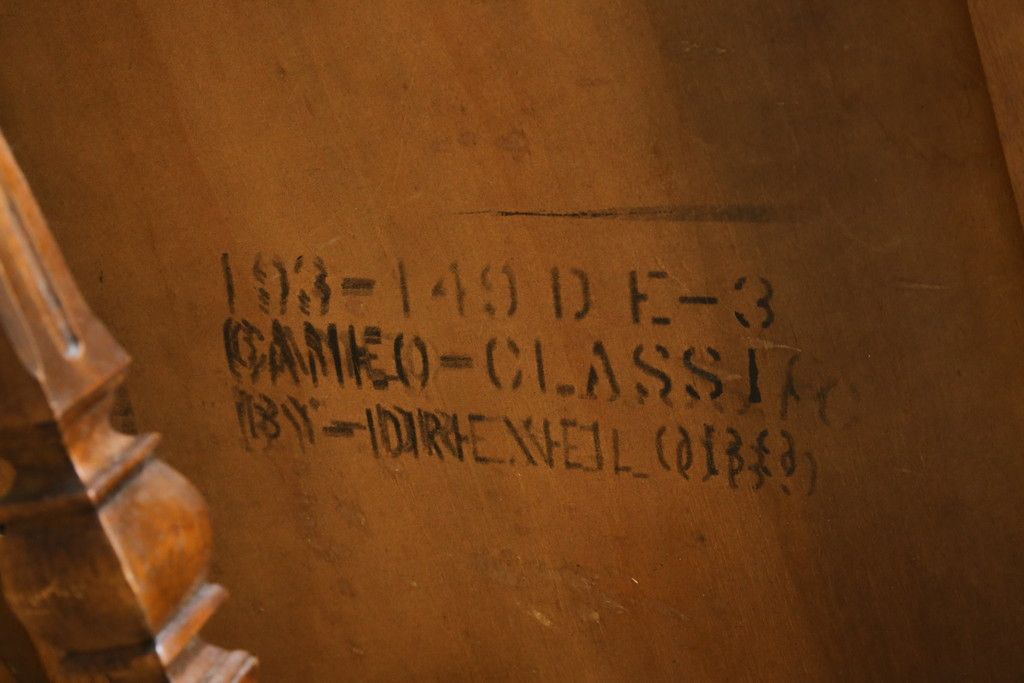 193-149 D E-3
CAMEO-CLASSIC
BY-DREXEL